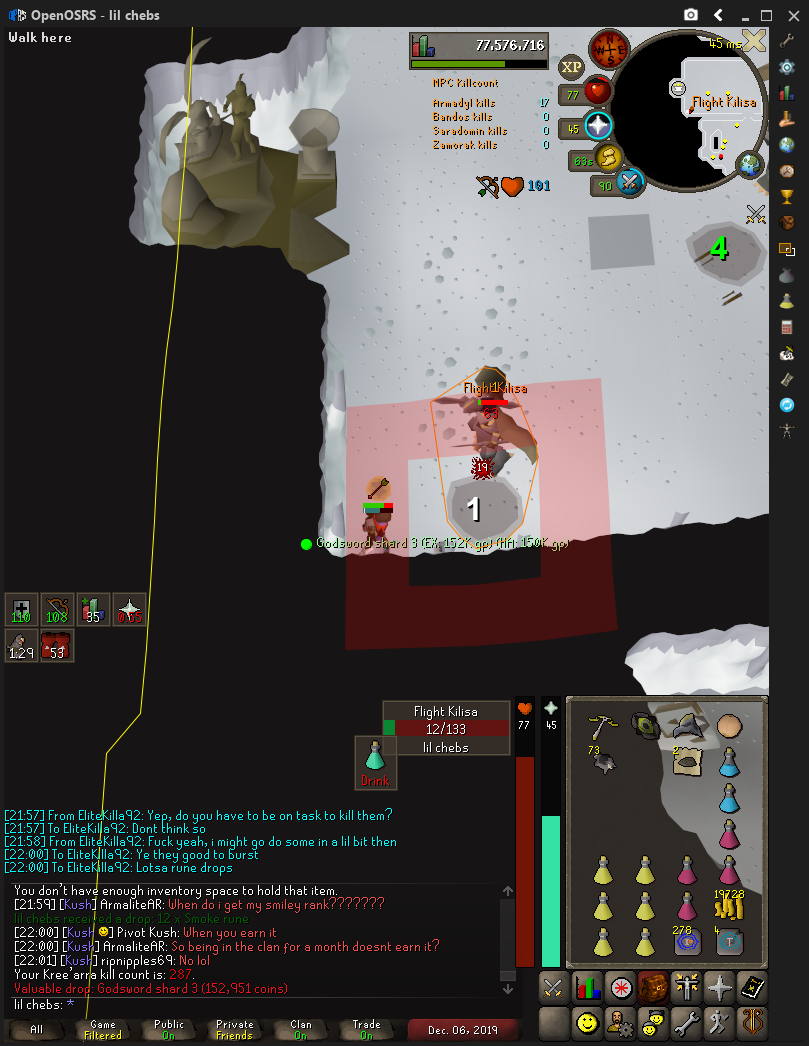 OpenOSRS - lil chebs
Walk here
77,576,716
45 ms
XP
NPC Killcount
Armadyl kills 17
Bandos kills 0
Saradomin kills 0
Zamorak kills 0
77
45
63s
90
Flight Kilisa
101
4
Flight Kilisa
19
1
Godsword shard 3 (EX: 152K gp) (HA: 150K gp)
110
108
35
0:35
1:29
53
Flight Kilisa
12/133
lil chebs
Drink
77
45
73
2
19728
278
4
[21:57] From EliteKilla92: Yep, do you have to be on task to kill them?
[21:57] To EliteKilla92: Dont think so
[21:58] From EliteKilla92: Fuck yeah, i might go do some in a lil bit then
[22:00] To EliteKilla92: Ye they good to burst
[22:00] To EliteKilla92: Lotsa rune drops
You don't have enough inventory space to hold that item.
[21:59] [Kush] ArmaliteAR: When do i get my smiley rank???????
lil chebs received a drop: 12 x Smoke rune
[22:00] [Kush] Pivot Kush: When you earn it
[22:00] [Kush] ArmaliteAR: So being in the clan for a month doesnt earn it?
[22:01] [Kush] ripnipples69: No lol
Your Kree'arra kill count is: 287.
Valuable drop: Godsword shard 3 (152,951 coins)
lil chebs: *
All
Game
Filtered
Public
On
Private
Friends
Clan
On
Trade
On
Dec. 06, 2019